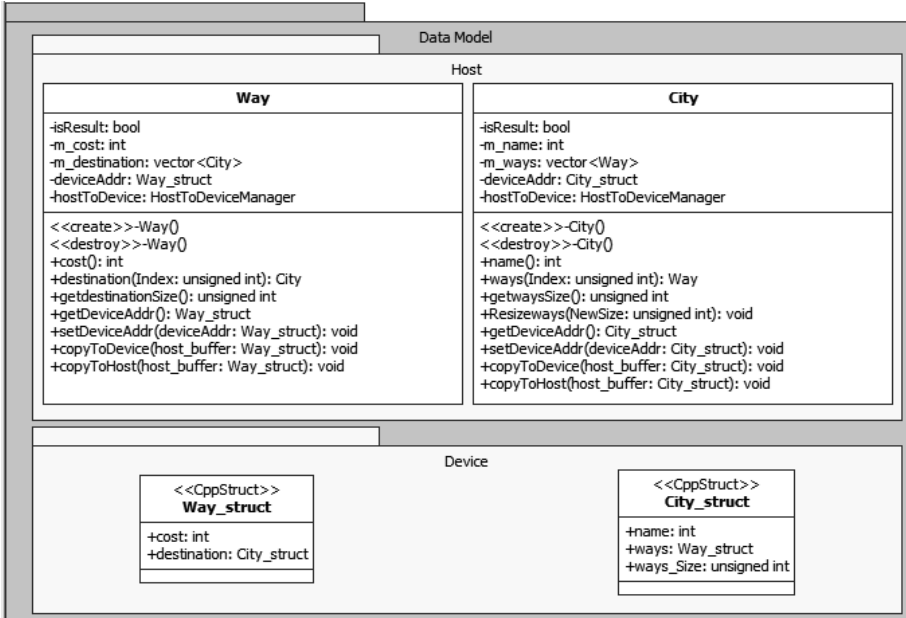 Data Model
Host
Way
-isResult: bool
-m_cost: int
-m_destination: vector<City>
-deviceAddr: Way_struct
-hostToDevice: HostToDeviceManager
<<create>>-Way()
<<destroy>>-Way()
+cost(): int
+destination(Index: unsigned int): City
+getdestinationSize(): unsigned int
+getDeviceAddr(): Way_struct
+setDeviceAddr(deviceAddr: Way_struct): void
+copyToDevice(host_buffer: Way_struct): void
+copyToHost(host_buffer: Way_struct): void
City
-isResult: bool
-m_name: int
-m_ways: vector<Way>
-deviceAddr: City_struct
-hostToDevice: HostToDeviceManager
<<create>>-City()
<<destroy>>-City()
+name(): int
+ways(Index: unsigned int): Way
+getwaysSize(): unsigned int
+Resizeways(NewSize: unsigned int): void
+getDeviceAddr(): City_struct
+setDeviceAddr(deviceAddr: City_struct): void
+copyToDevice(host_buffer: City_struct): void
+copyToHost(host_buffer: City_struct): void
Device
<<CppStruct>>
Way_struct
+cost: int
+destination: City_struct
<<CppStruct>>
City_struct
+name: int
+ways: Way_struct
+ways_Size: unsigned int